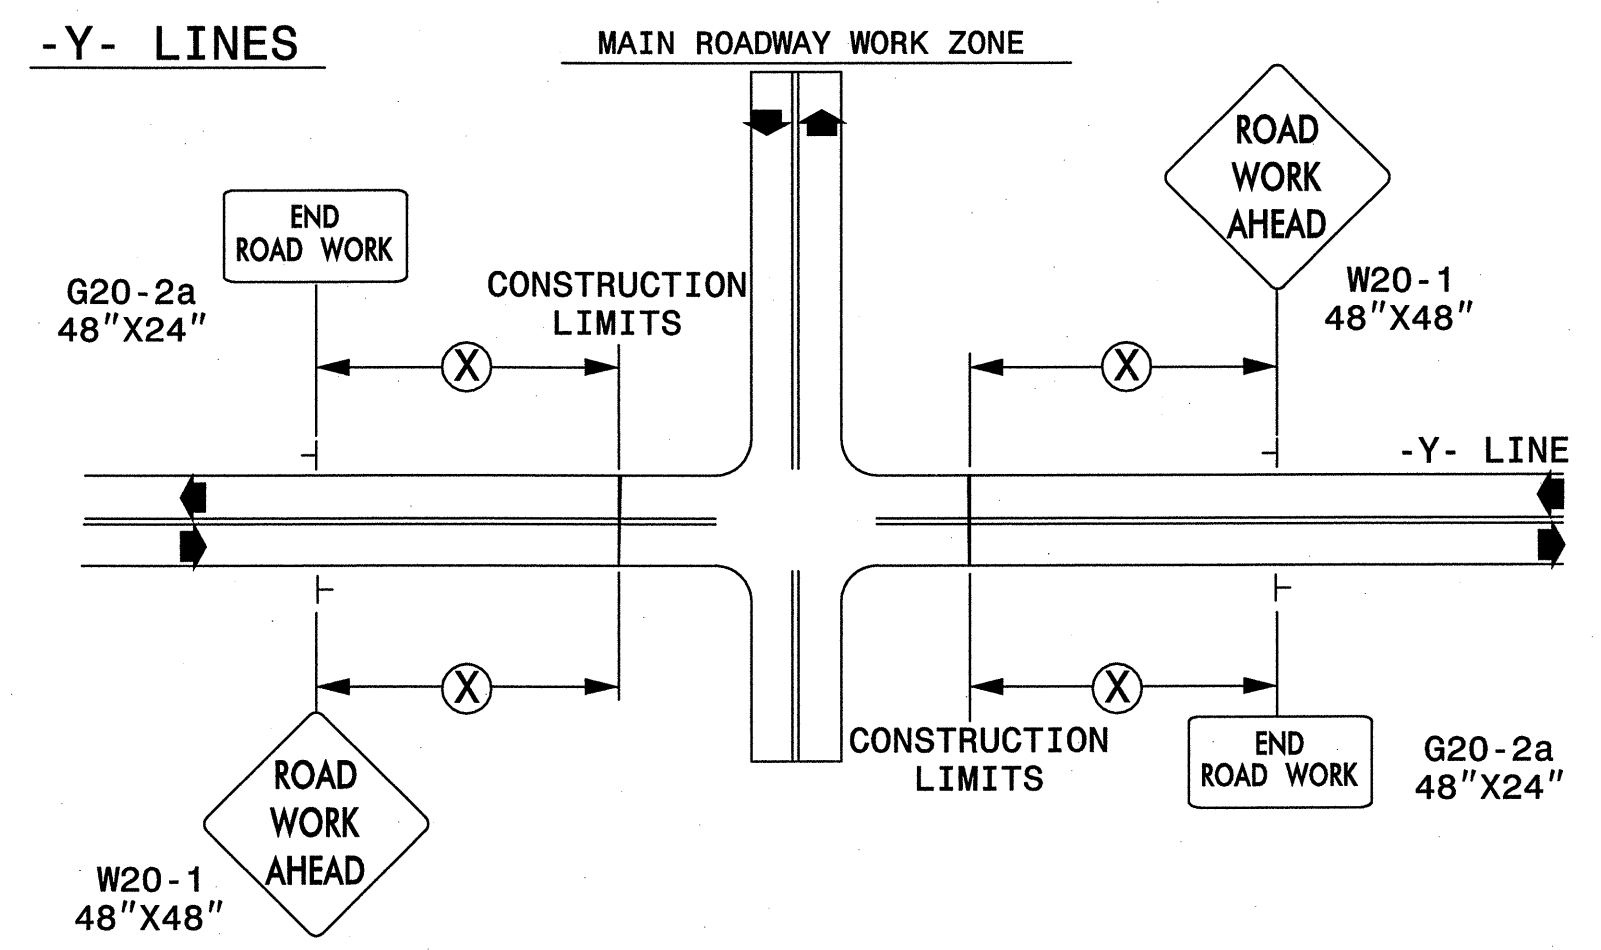 -Y- LINES
MAIN ROADWAY WORK ZONE
ROAD
WORK
AHEAD
W20-1
48"X48"
END
ROAD WORK
G20-2a
48"X24"
CONSTRUCTION
LIMITS
X
X
-Y- LINE
X
X
CONSTRUCTION
LIMITS
ROAD
WORK
AHEAD
W20-1
48"X48"
END
ROAD WORK
G20-2a
48"X24"